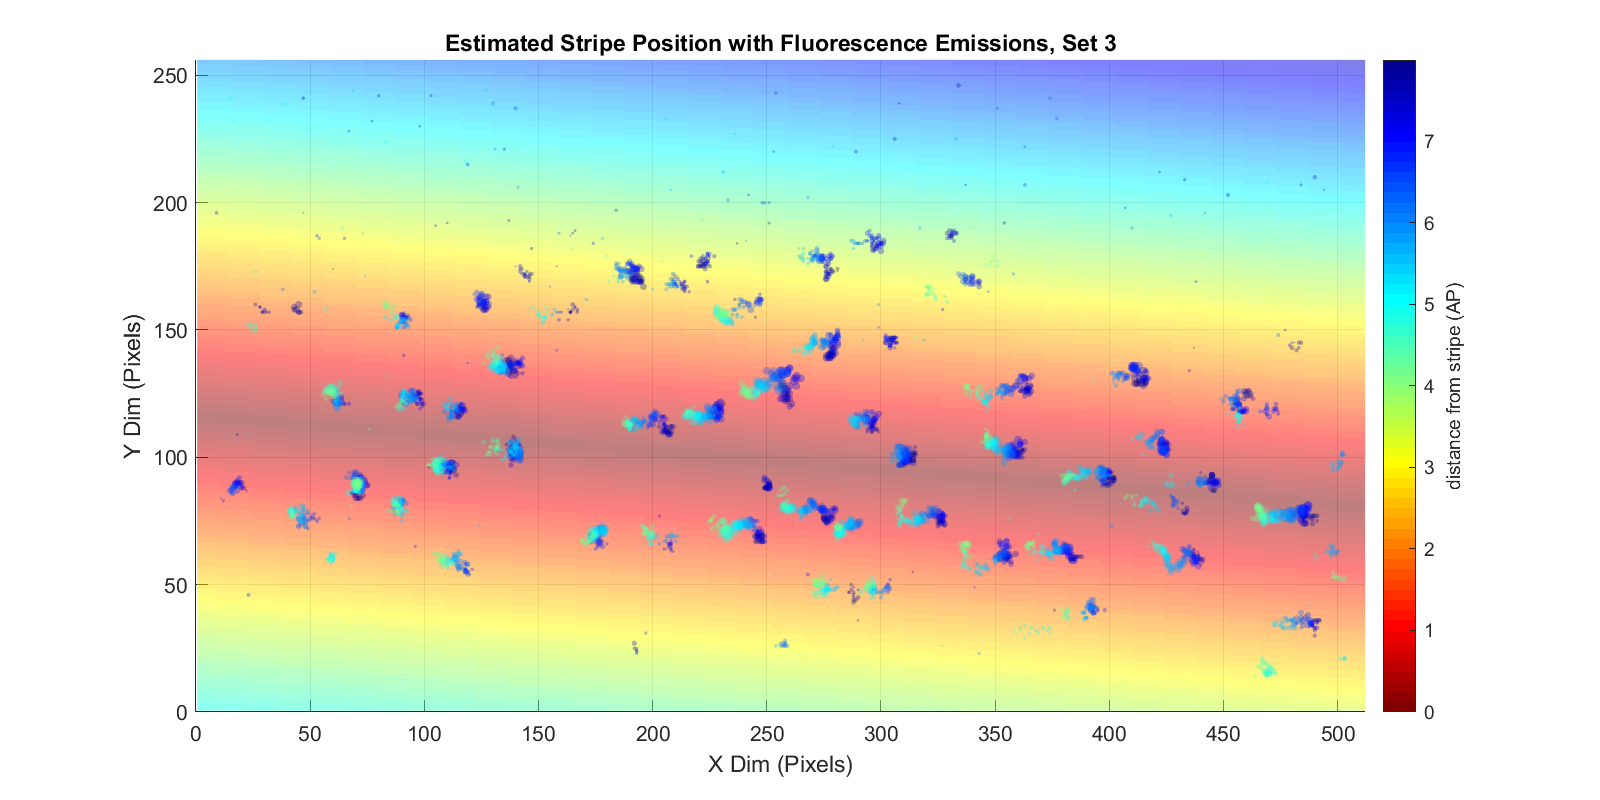 Estimated Stripe Position with Fluorescence Emissions, Set 3
250
200
150
100
50
0
Y Dim (Pixels)
0 50 100 150 200 250 300 350 400 450 500
X Dim (Pixels)
7
6
5
4
3
2
1
0
distance from stripe (AP)